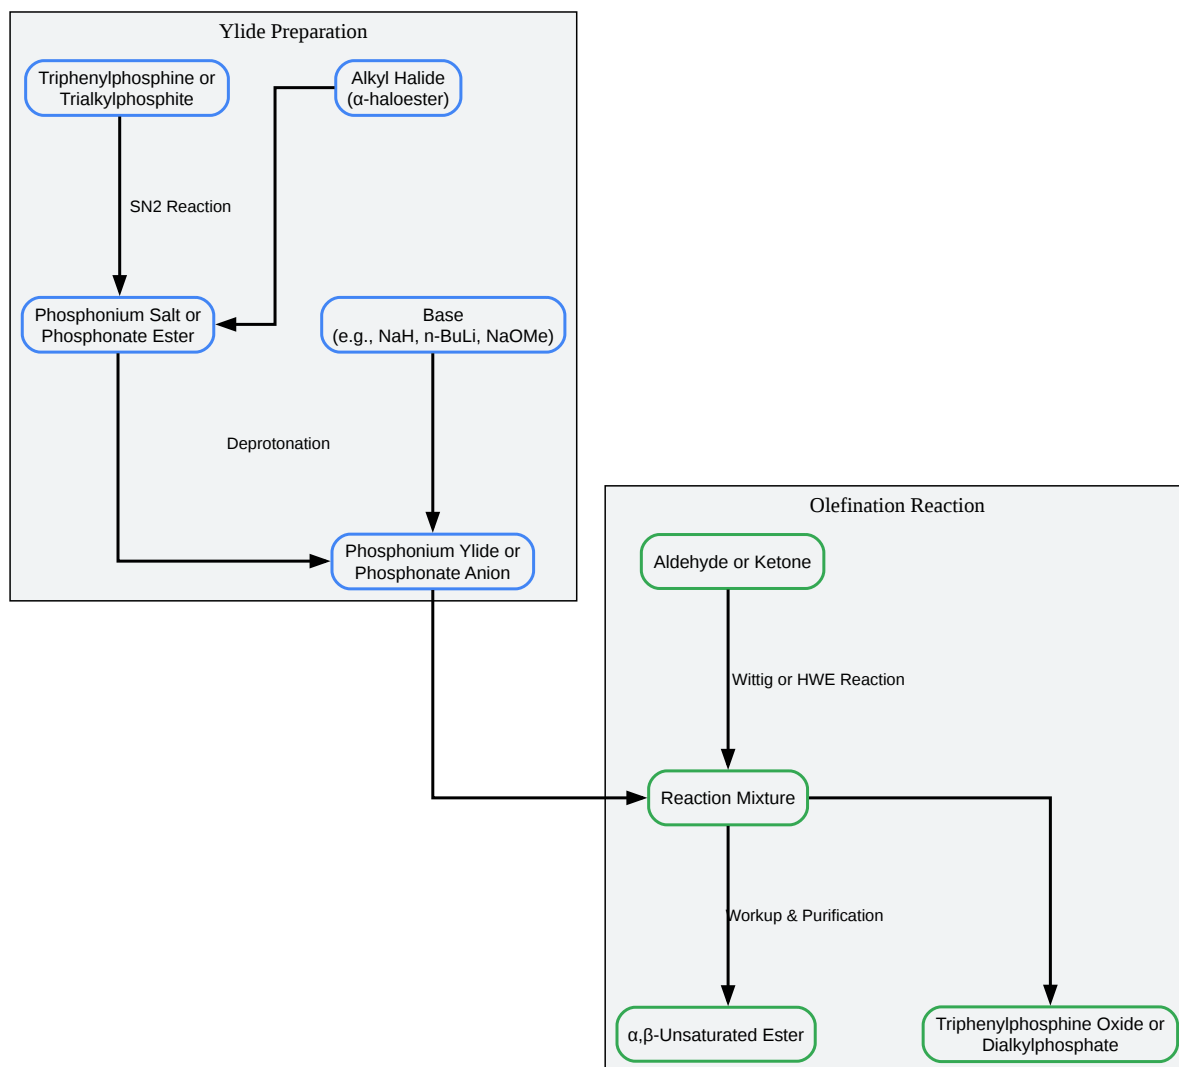 Ylide Preparation
Triphenylphosphine or
Trialkylphosphite
Alkyl Halide
(α-haloester)
SN2 Reaction
Phosphonium Salt or
Phosphonate Ester
Base
(e.g., NaH, n-BuLi, NaOMe)
Deprotonation
Phosphonium Ylide or
Phosphonate Anion
Olefination Reaction
Aldehyde or Ketone
Wittig or HWE Reaction
Reaction Mixture
Workup & Purification
α,β-Unsaturated Ester
Triphenylphosphine Oxide or
Dialkylphosphate